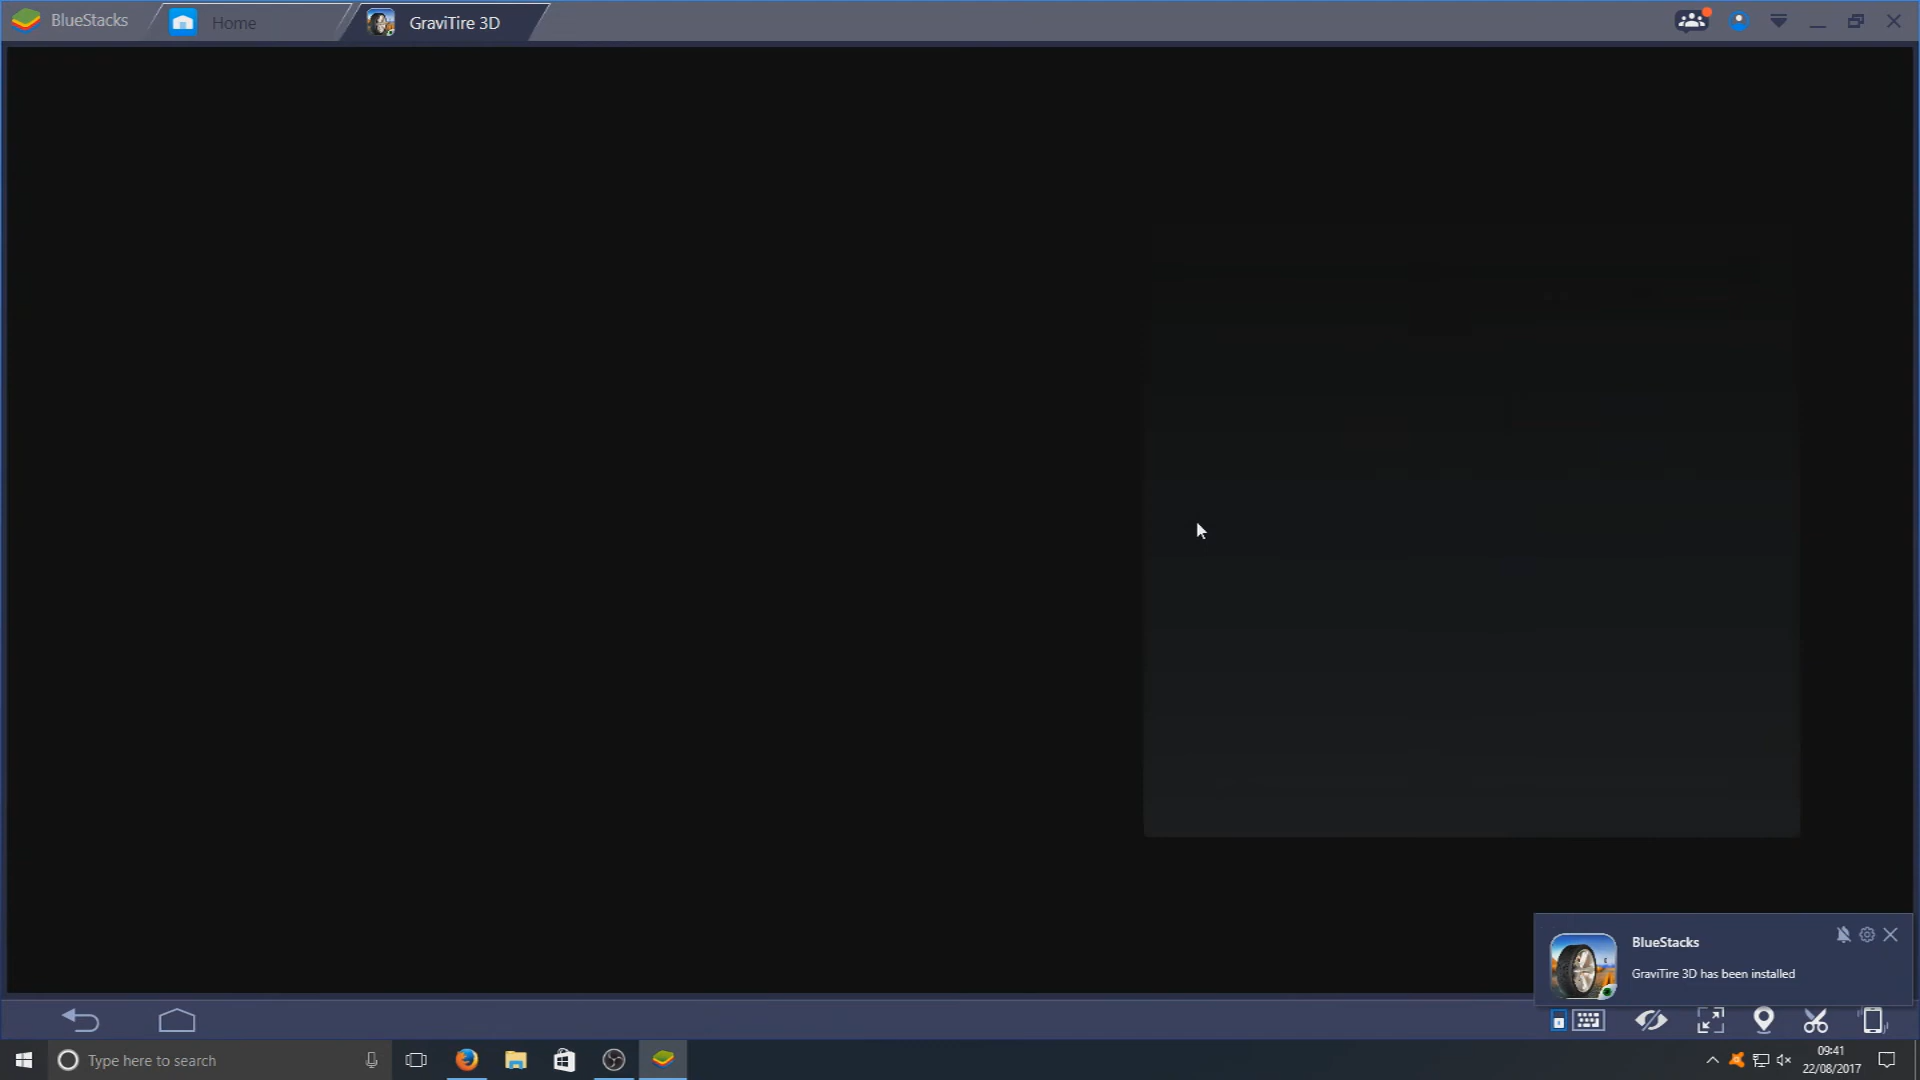 BlueStacks
Home
GraviTire 3D
BlueStacks
GraviTire 3D has been installed
Type here to search
09:41
22/08/2017